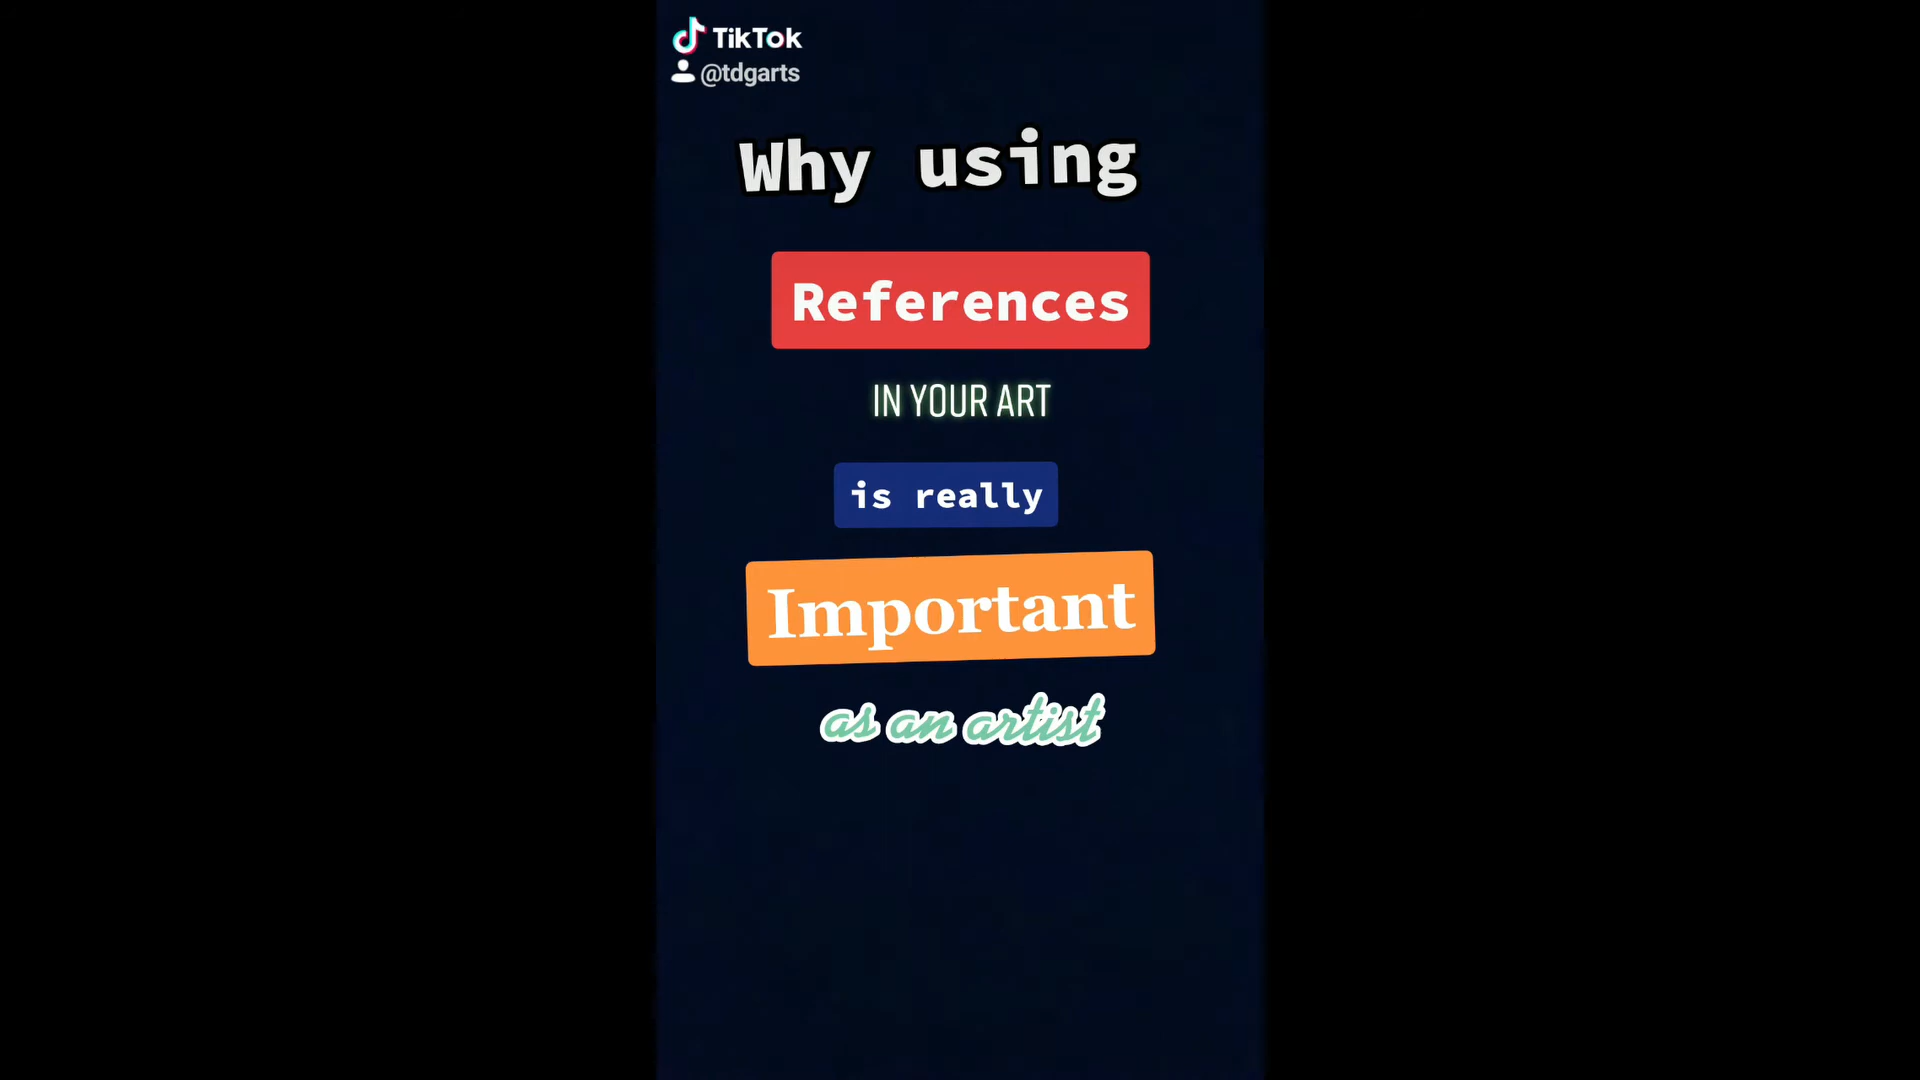 TikTok
@tdgarts
Why using
References
IN YOUR ART
is really
Important
as an artist